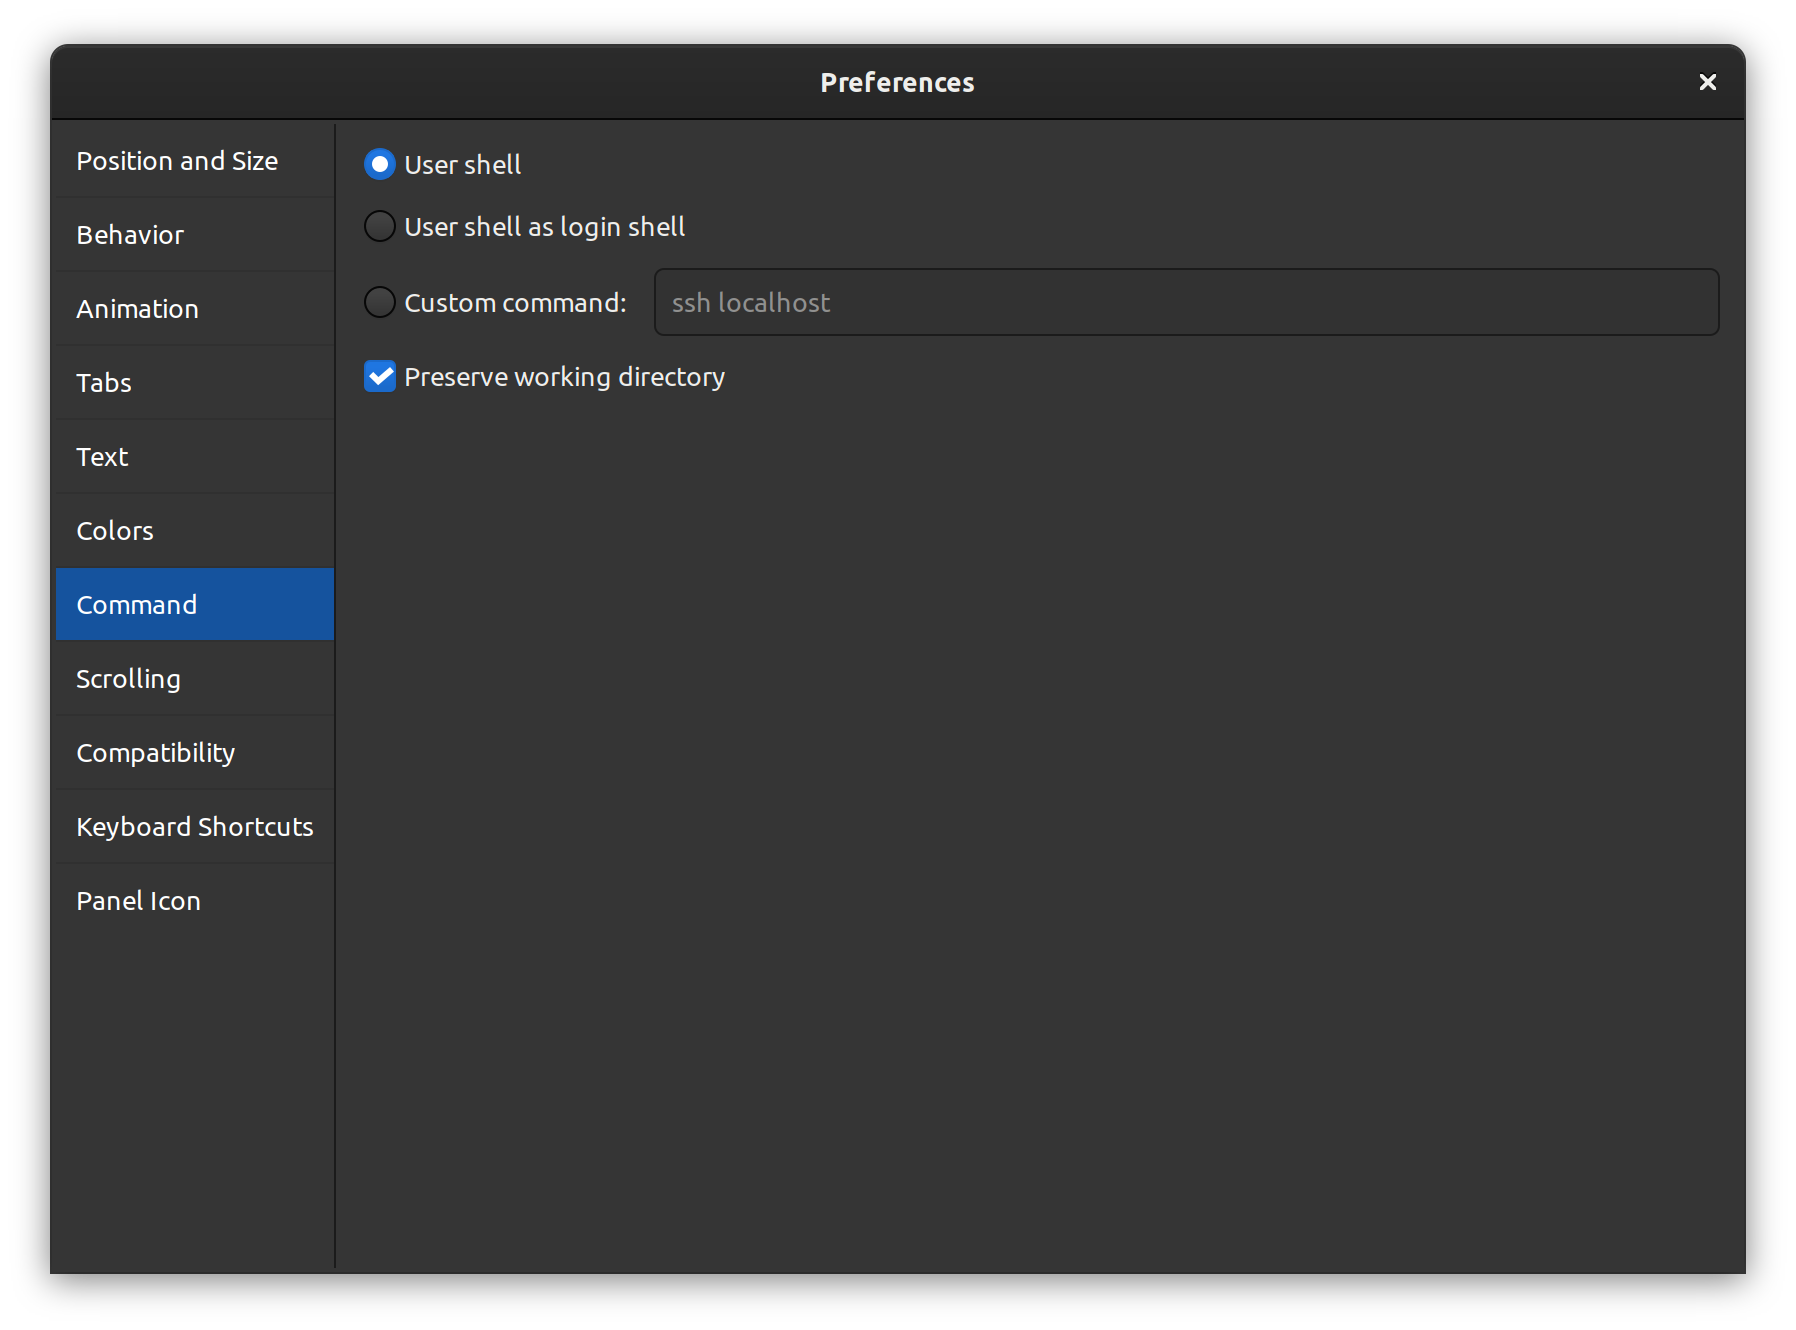 Preferences
Position and Size
Behavior
Animation
Tabs
Text
Colors
Command
Scrolling
Compatibility
Keyboard Shortcuts
Panel Icon
User shell
User shell as login shell
Custom command: ssh localhost
Preserve working directory